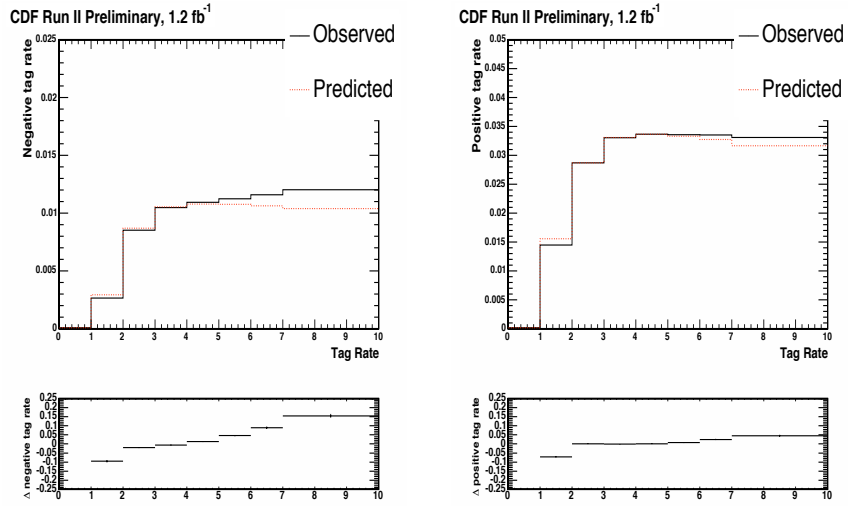 CDF Run II Preliminary, 1.2 fb-1
Observed
Predicted
Negative tag rate
0.025
0.02
0.015
0.01
0.005
0
0 1 2 3 4 5 6 7 8 9 10
Tag Rate
Δ negative tag rate
0.25
0.2
0.15
0.1
0.05
0
-0.05
-0.1
-0.15
-0.2
-0.25
0 1 2 3 4 5 6 7 8 9 10
CDF Run II Preliminary, 1.2 fb-1
Observed
Predicted
Positive tag rate
0.05
0.045
0.04
0.035
0.03
0.025
0.02
0.015
0.01
0.005
0
0 1 2 3 4 5 6 7 8 9 10
Tag Rate
Δ positive tag rate
0.25
0.2
0.15
0.1
0.05
0
-0.05
-0.1
-0.15
-0.2
-0.25
0 1 2 3 4 5 6 7 8 9 10